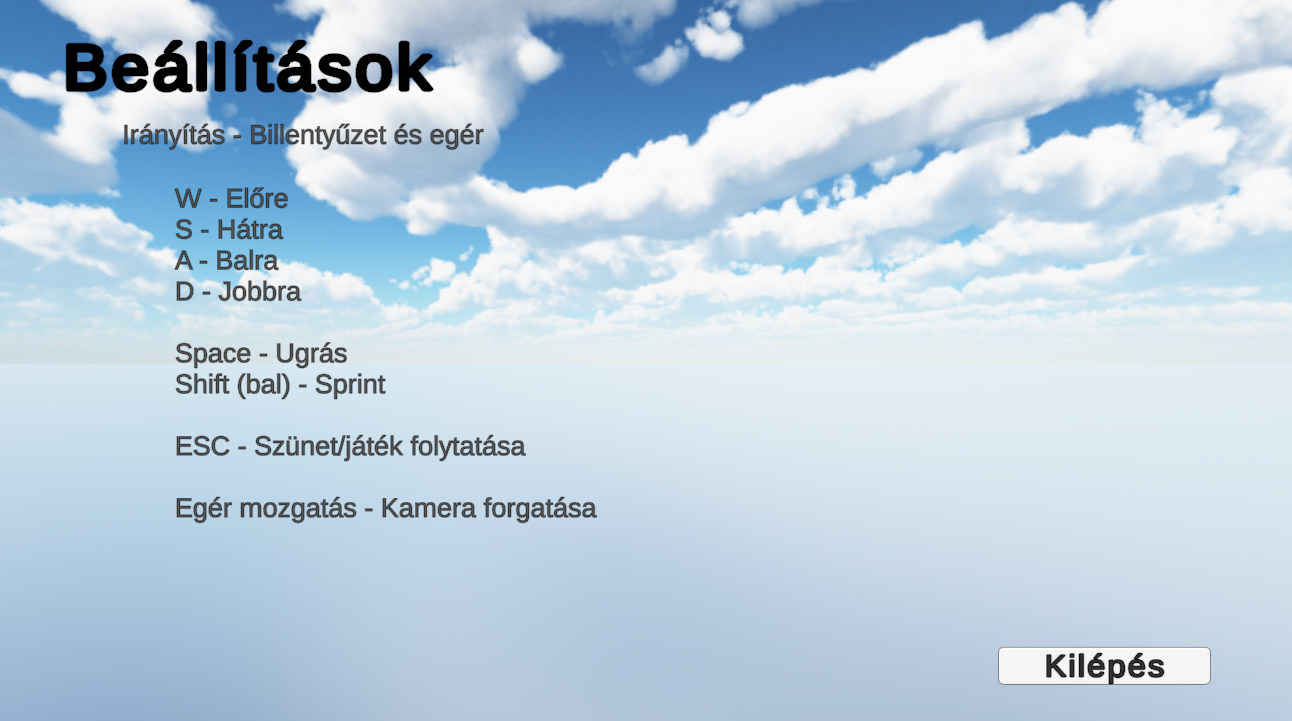 Beállítások
Irányítás - Billentyűzet és egér
W - Előre
S - Hátra
A - Balra
D - Jobbra
Space - Ugrás
Shift (bal) - Sprint
ESC - Szünet/játék folytatása
Egér mozgatás - Kamera forgatása
Kilépés